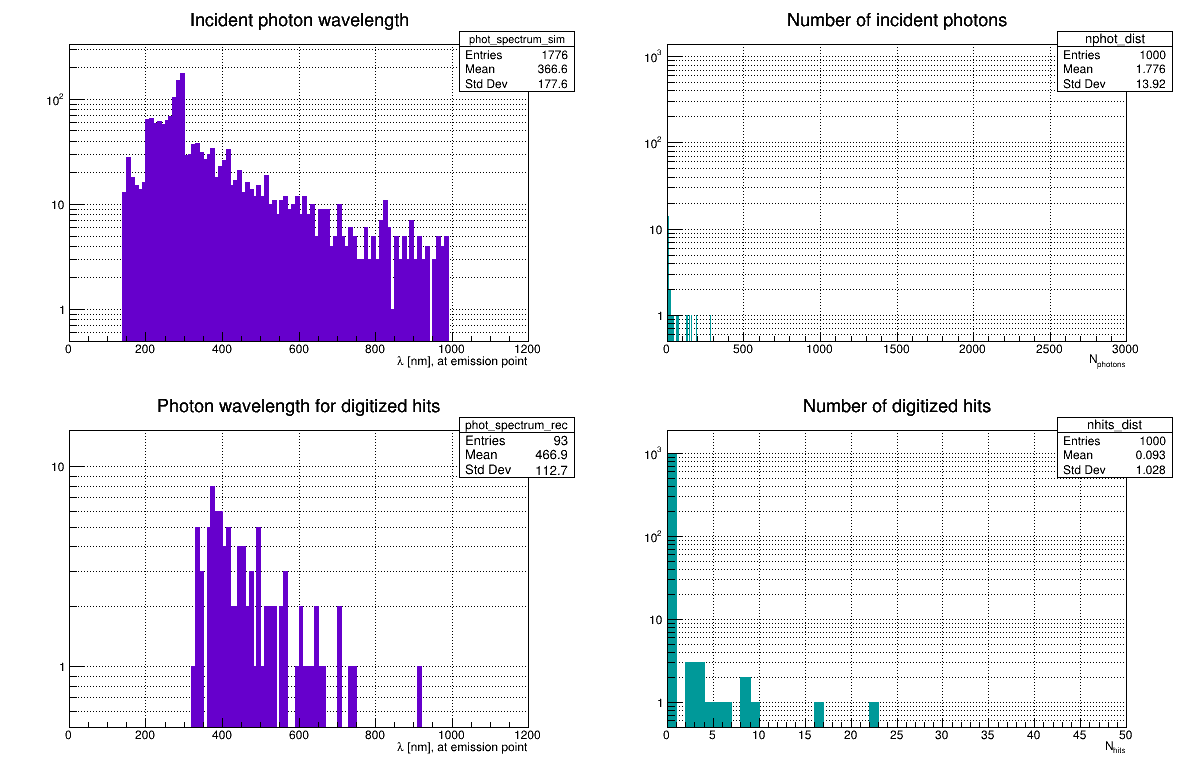 Incident photon wavelength
phot_spectrum_sim
Entries 1776
Mean 366.6
Std Dev 177.6
10²
10
1
0 200 400 600 800 1000 1200
λ [nm], at emission point
Number of incident photons
nphot_dist
Entries 1000
Mean 1.776
Std Dev 13.92
10³
10²
10
1
0 500 1000 1500 2000 2500 3000
N_photons
Photon wavelength for digitized hits
phot_spectrum_rec
Entries 93
Mean 466.9
Std Dev 112.7
10
1
0 200 400 600 800 1000 1200
λ [nm], at emission point
Number of digitized hits
nhits_dist
Entries 1000
Mean 0.093
Std Dev 1.028
10³
10²
10
1
0 5 10 15 20 25 30 35 40 45 50
N_hits